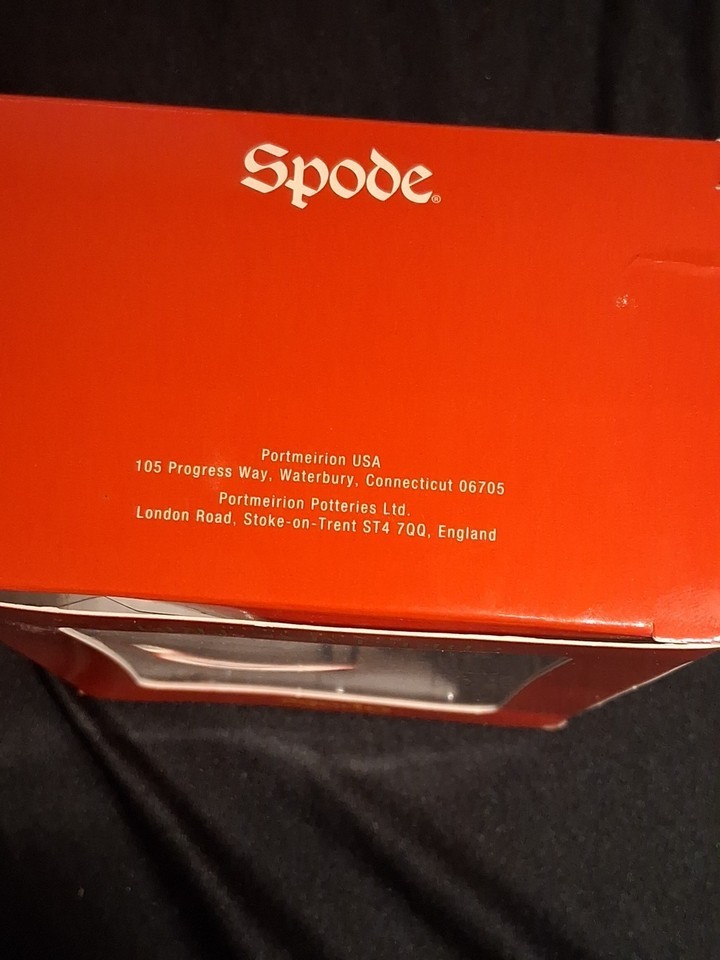 Spode®
Portmeirion USA
105 Progress Way, Waterbury, Connecticut 06705
Portmeirion Potteries Ltd.
London Road, Stoke-on-Trent ST4 7QQ, England